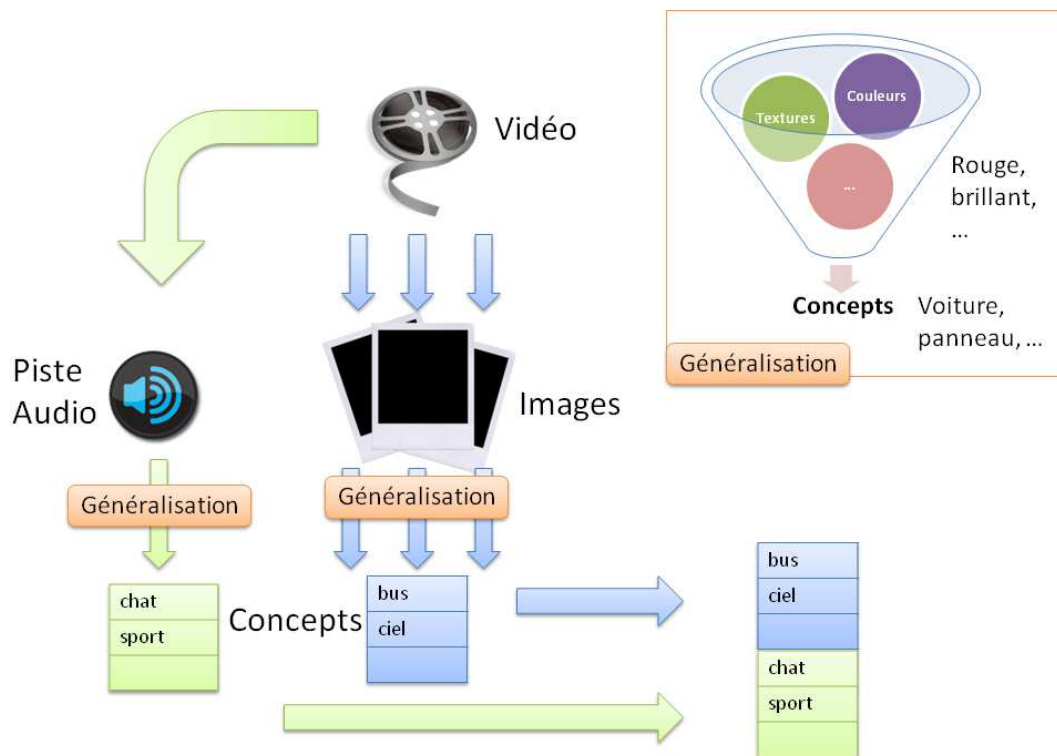 Vidéo
Textures
Couleurs
...
Rouge,
brillant,
...
Concepts
Voiture,
panneau, ...
Généralisation
Piste
Audio
Images
Généralisation
Généralisation
chat
sport
Concepts
bus
ciel
bus
ciel
chat
sport